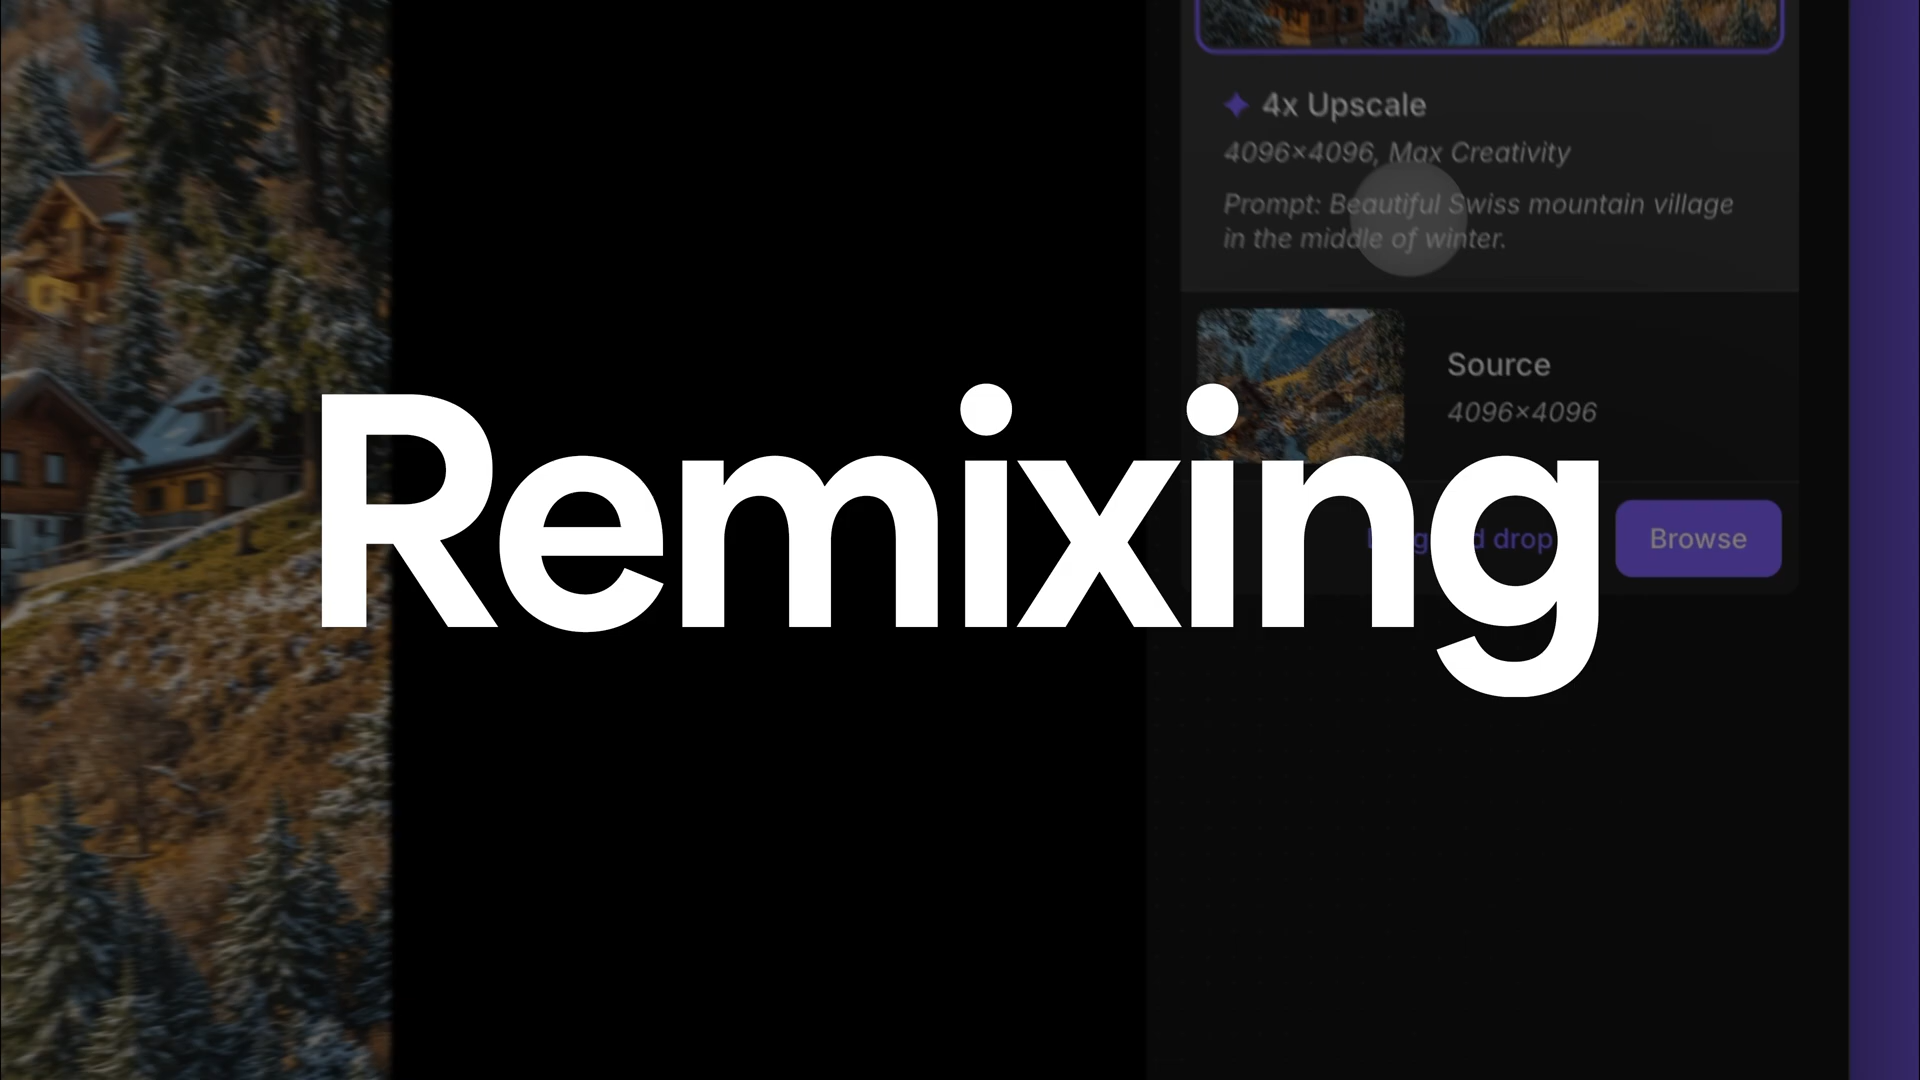 4x Upscale
4096×4096, Max Creativity
Prompt: Beautiful Swiss mountain village
in the middle of winter.
Source
4096×4096
Remixing
drop
Browse